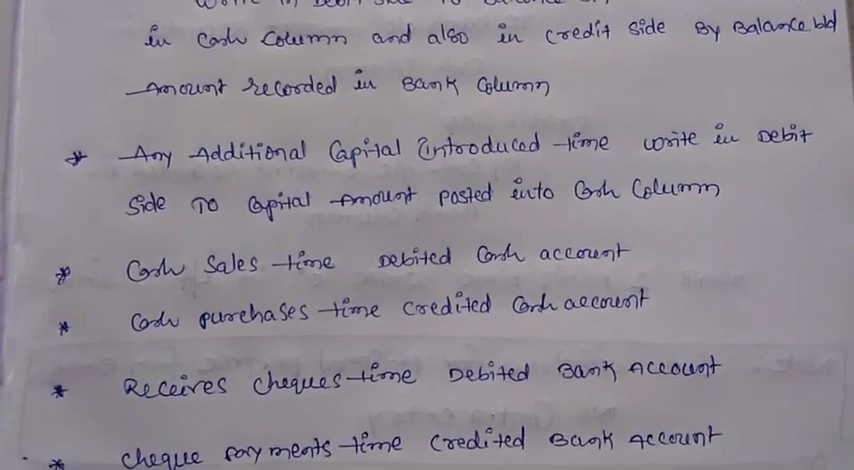 in Cash Column and also in credit side By Balance b/d
Amount recorded in Bank Column
* Any Additional Capital Introduced time write in Debit
side To Capital Amount posted into Cash Column
* Cash Sales time Debited Cash account
* Cash purchases time credited Cash account
* Receives cheques time Debited Bank Account
* cheque payments time credited Bank Account